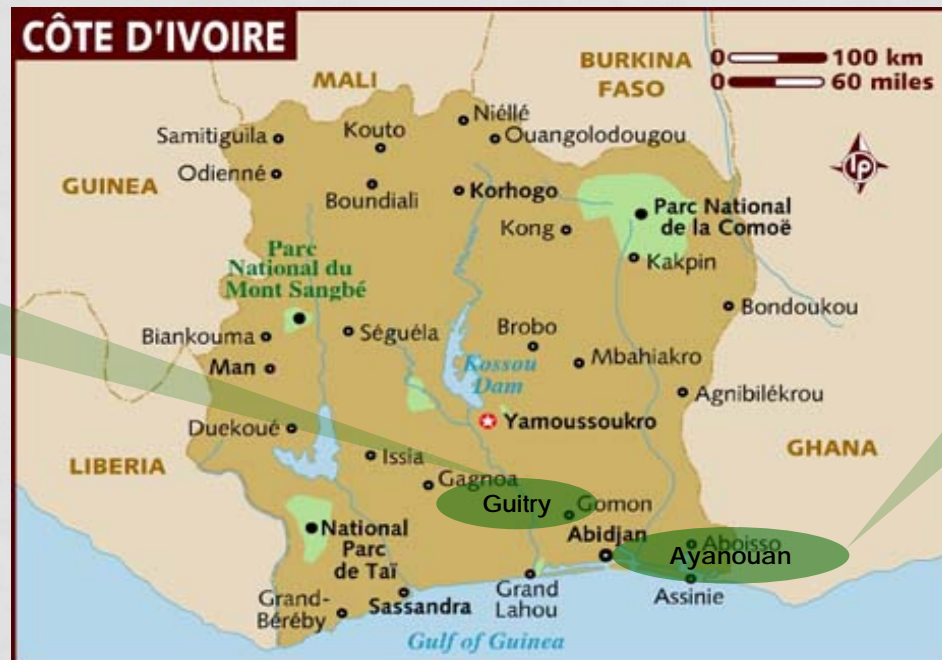 CÔTE D'IVOIRE
0 100 km
0 60 miles
MALI
BURKINA
FASO
Niéllé
Samitiguila
Kouto
Ouangolodougou
lp
Odienné
GUINEA
Boundiali
Korhogo
Parc National
de la Comoë
Kong
Parc
National du
Mont Sangbé
Kakpin
Bondoukou
Biankouma
Séguéla
Brobo
Mbahiakro
Man
Kossou
Dam
Agnibilékrou
Yamoussoukro
Duekoué
GHANA
LIBERIA
Issia
Gagnoa
Guitry
Gomon
National
Parc
de Taï
Abidjan
Aboisso
Ayanouan
Grand
Lahou
Assinie
Grand-
Béréby
Sassandra
Gulf of Guinea